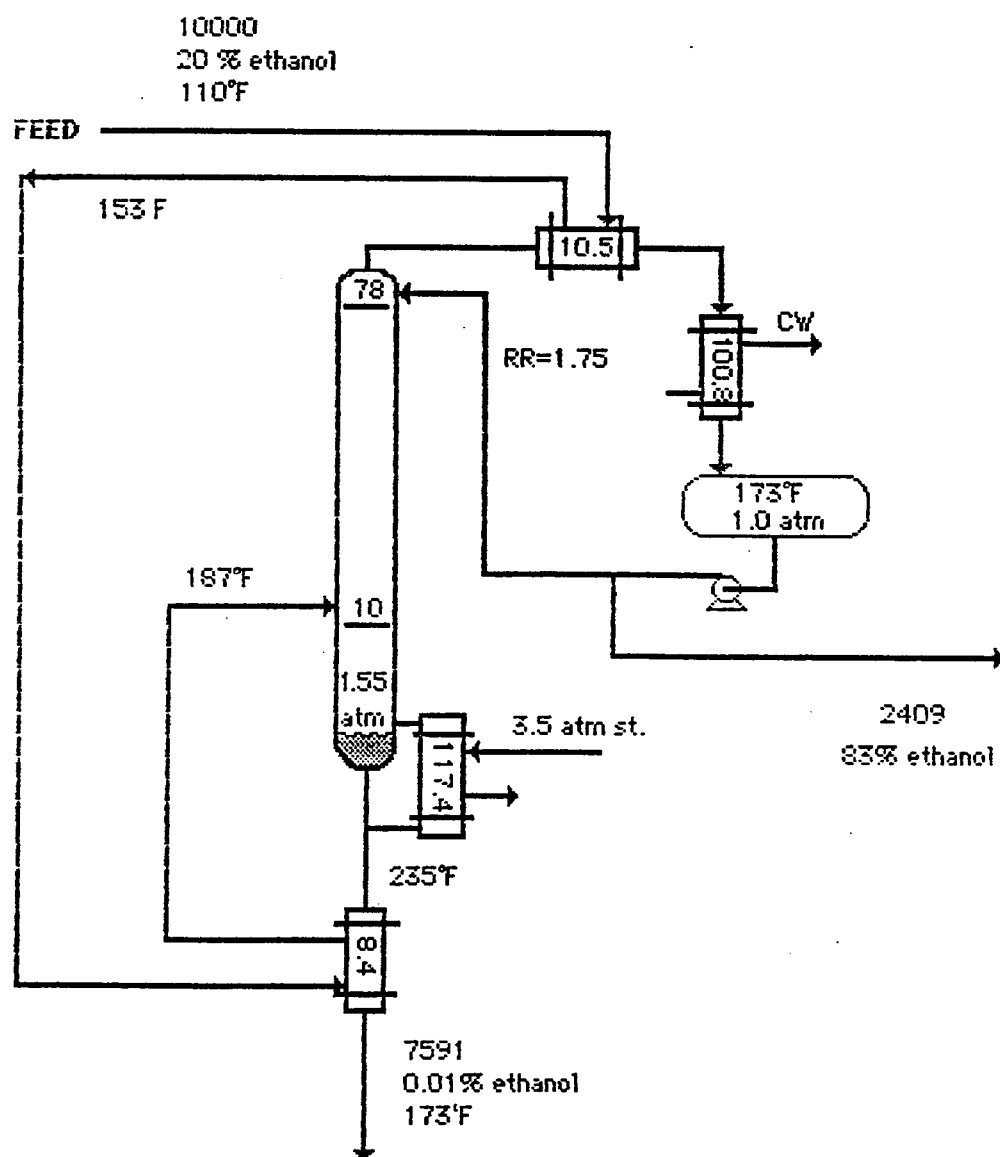 10000
20 % ethanol
110°F
FEED
153 F
10.5
78
CW
RR=1.75
100.8
173°F
1.0 atm
187°F
10
1.55
atm
3.5 atm st.
117.4
2409
83% ethanol
235°F
8.4
7591
0.01% ethanol
173°F